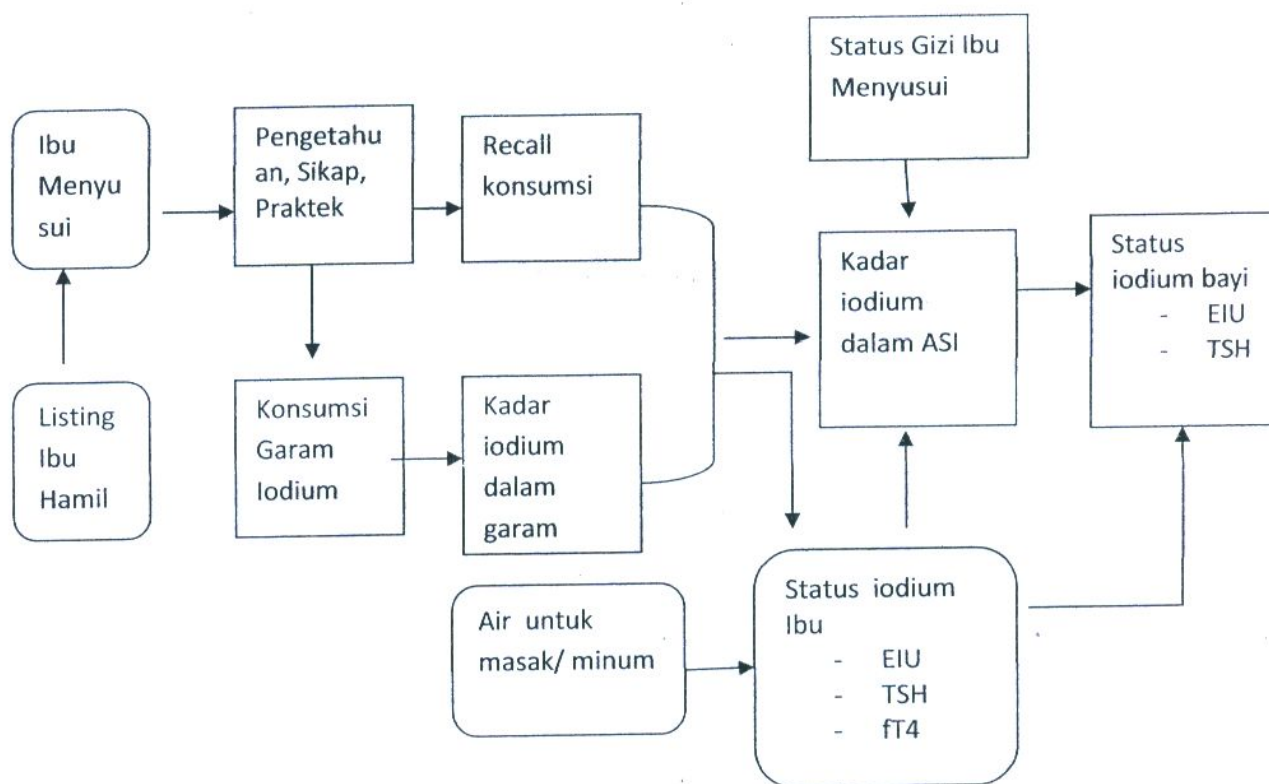 Status Gizi Ibu
Menyusui
Ibu
Menyu
sui
Pengetahu
an, Sikap,
Praktek
Recall
konsumsi
Kadar
iodium
dalam ASI
Status
iodium bayi
- EIU
- TSH
Listing
Ibu
Hamil
Konsumsi
Garam
Iodium
Kadar
iodium
dalam
garam
Air untuk
masak/ minum
Status iodium
Ibu
- EIU
- TSH
- fT4